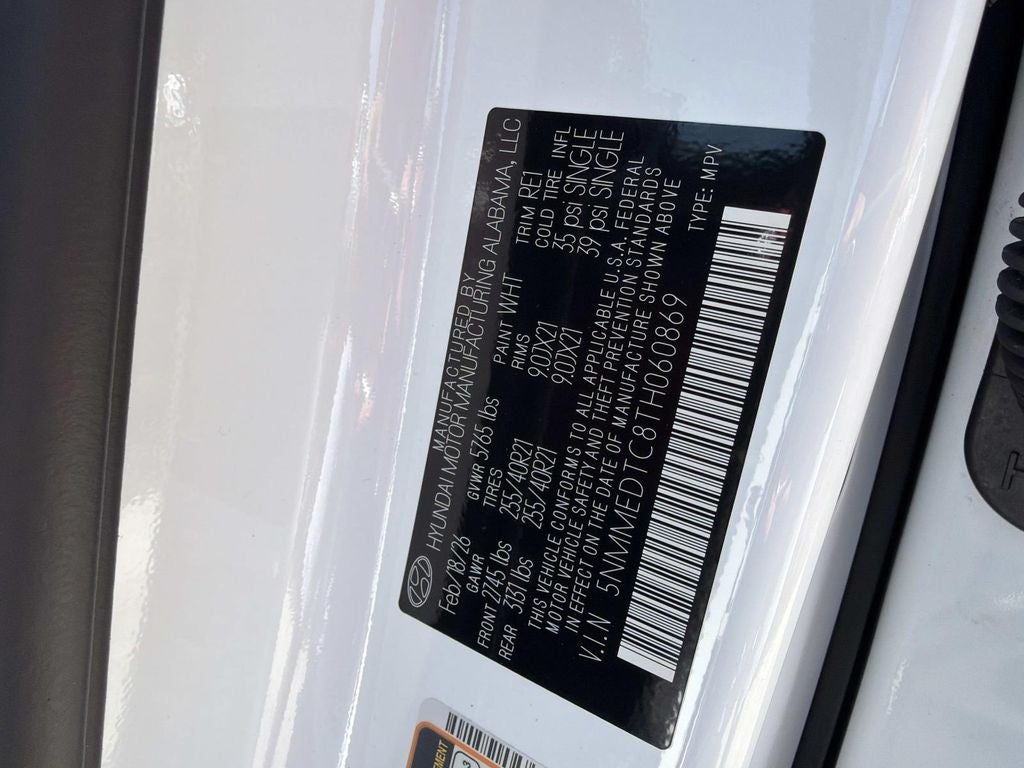 MANUFACTURED BY
HYUNDAI MOTOR MANUFACTURING ALABAMA, LLC
Feb/18/26 GVWR 5765 lbs PAINT WHT TRIM RE1
GAWR TIRES RIMS COLD TIRE INFL
FRONT 2745 lbs 255/40R21 9.0JX21 35 psi SINGLE
REAR 3131 lbs 255/40R21 9.0JX21 39 psi SINGLE
THIS VEHICLE CONFORMS TO ALL APPLICABLE U.S.A. FEDERAL
MOTOR VEHICLE SAFETY AND THEFT PREVENTION STANDARDS
IN EFFECT ON THE DATE OF MANUFACTURE SHOWN ABOVE
V.I.N 5NMMEDTC8TH060869 TYPE: MPV